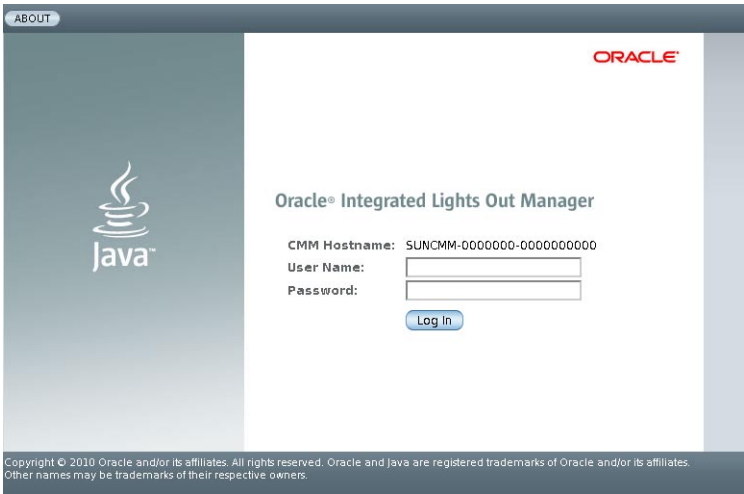 ABOUT
ORACLE®
Java™
Oracle® Integrated Lights Out Manager
CMM Hostname: SUNCMM-0000000-0000000000
User Name:
Password:
Log In
Copyright © 2010 Oracle and/or its affiliates. All rights reserved. Oracle and Java are registered trademarks of Oracle and/or its affiliates.
Other names may be trademarks of their respective owners.